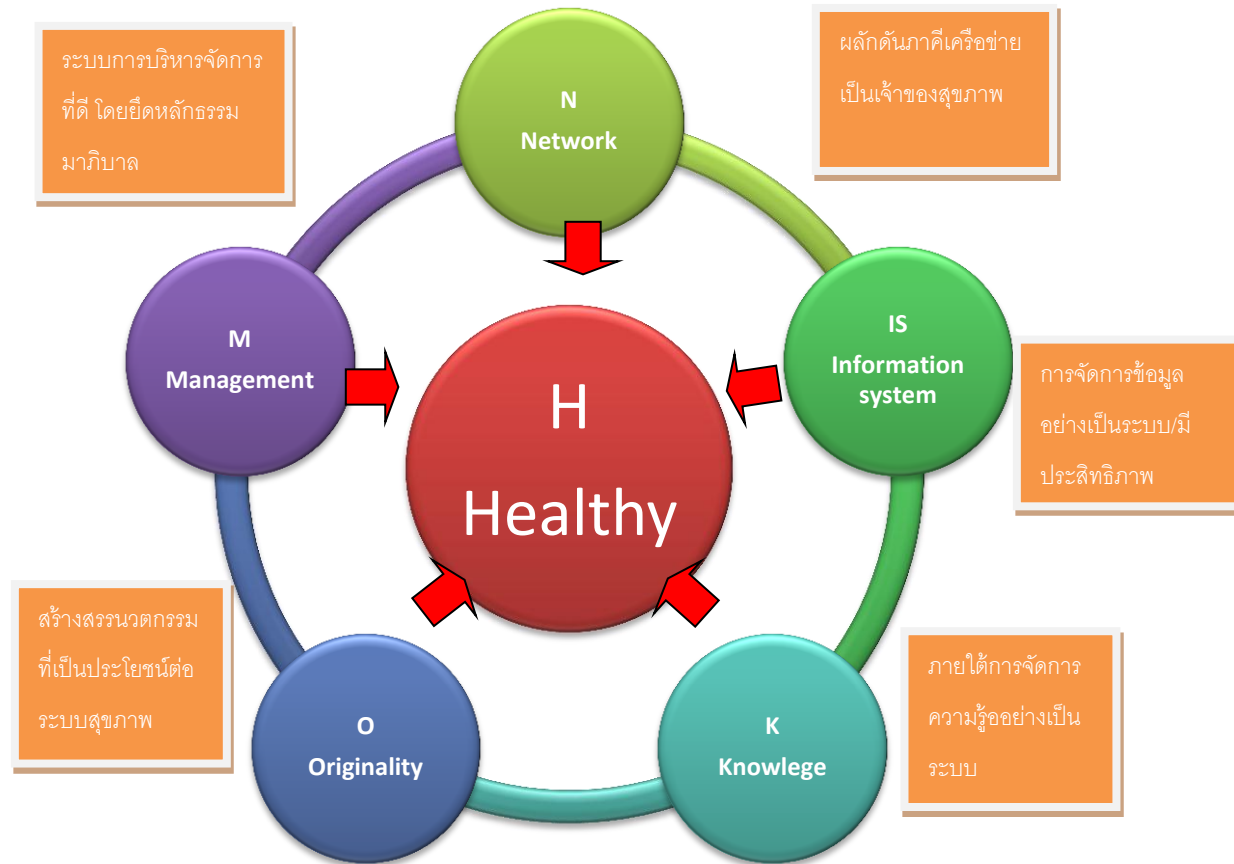 ระบบการบริหารจัดการ
ที่ดี โดยยึดหลักธรรม
มาภิบาล
N
Network
ผลักดันภาคีเครือข่าย
เป็นเจ้าของสุขภาพ
M
Management
IS
Information
system
การจัดการข้อมูล
อย่างเป็นระบบ/มี
ประสิทธิภาพ
H
Healthy
สร้างสรรนวตกรรม
ที่เป็นประโยชน์ต่อ
ระบบสุขภาพ
O
Originality
K
Knowlege
ภายใต้การจัดการ
ความรู้ออย่างเป็น
ระบบ